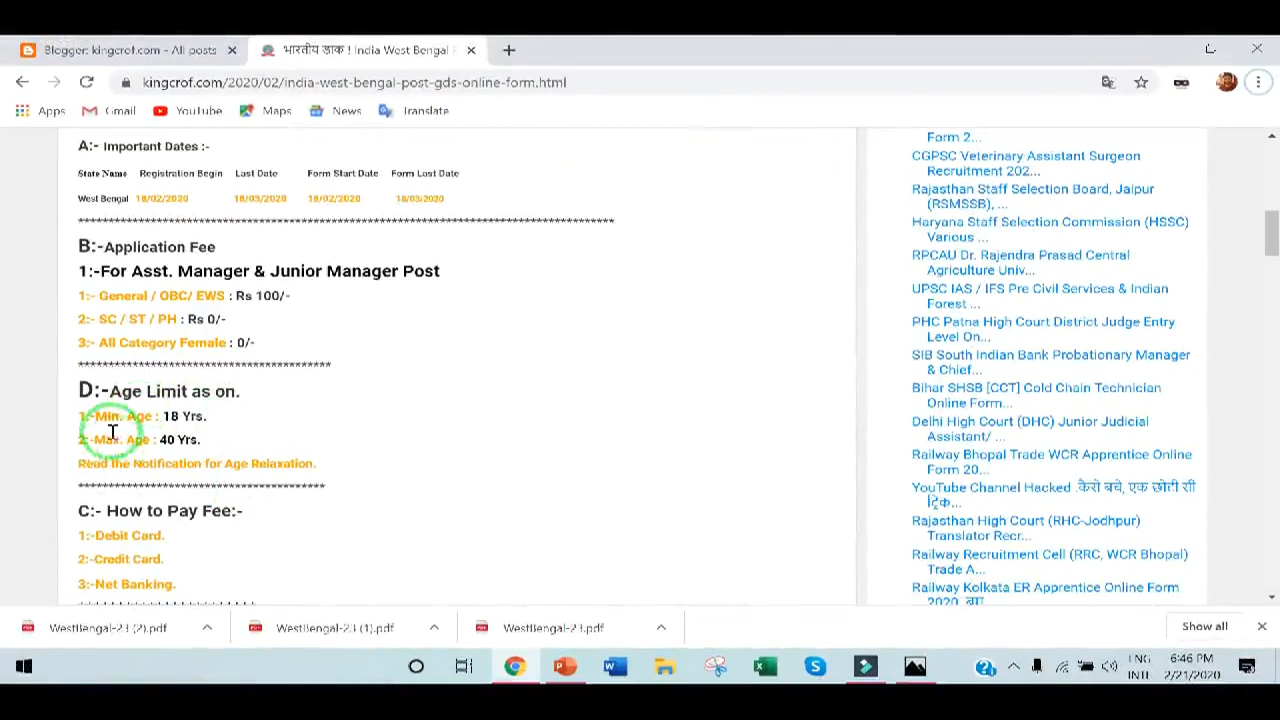 Blogger: kingcrof.com - All posts
भारतीय डाक ! India West Bengal P
kingcrof.com/2020/02/india-west-bengal-post-gds-online-form.html
Apps Gmail YouTube Maps News Translate
A:- Important Dates :-
State Name Registration Begin Last Date Form Start Date Form Last Date
West Bengal 18/02/2020 18/03/2020 18/02/2020 18/03/2020
B:-Application Fee
1:-For Asst. Manager & Junior Manager Post
1:- General / OBC/ EWS : Rs 100/-
2:- SC / ST / PH : Rs 0/-
3:- All Category Female : 0/-
D:-Age Limit as on.
1:-Min. Age : 18 Yrs.
2:-Max. Age : 40 Yrs.
Read the Notification for Age Relaxation.
C:- How to Pay Fee:-
1:-Debit Card.
2:-Credit Card.
3:-Net Banking.
Form 2...
CGPSC Veterinary Assistant Surgeon
Recruitment 202...
Rajasthan Staff Selection Board, Jaipur
(RSMSSB), ...
Haryana Staff Selection Commission (HSSC)
Various ...
RPCAU Dr. Rajendra Prasad Central
Agriculture Univ...
UPSC IAS / IFS Pre Civil Services & Indian
Forest ...
PHC Patna High Court District Judge Entry
Level On...
SIB South Indian Bank Probationary Manager
& Chief...
Bihar SHSB [CCT] Cold Chain Technician
Online Form...
Delhi High Court (DHC) Junior Judicial
Assistant/ ...
Railway Bhopal Trade WCR Apprentice Online
Form 20...
YouTube Channel Hacked .कैसे बचे, एक छोटी सी
ट्रिक...
Rajasthan High Court (RHC-Jodhpur)
Translator Recr...
Railway Recruitment Cell (RRC, WCR Bhopal)
Trade A...
Railway Kolkata ER Apprentice Online Form
2020
WestBengal-23 (2).pdf WestBengal-23 (1).pdf WestBengal-23.pdf Show all
ENG 6:46 PM
INTL 2/21/2020